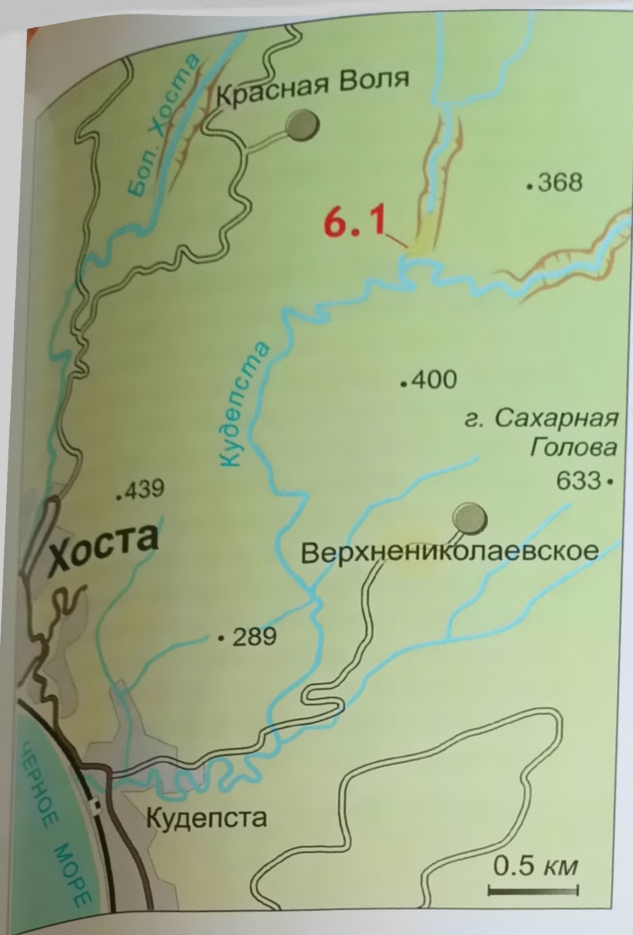 Бол. Хоста
Красная Воля
368
6.1
Кудепста
400
г. Сахарная
Голова
633
439
Хоста
Верхнениколаевское
289
ЧЕРНОЕ МОРЕ
Кудепста
0.5 км